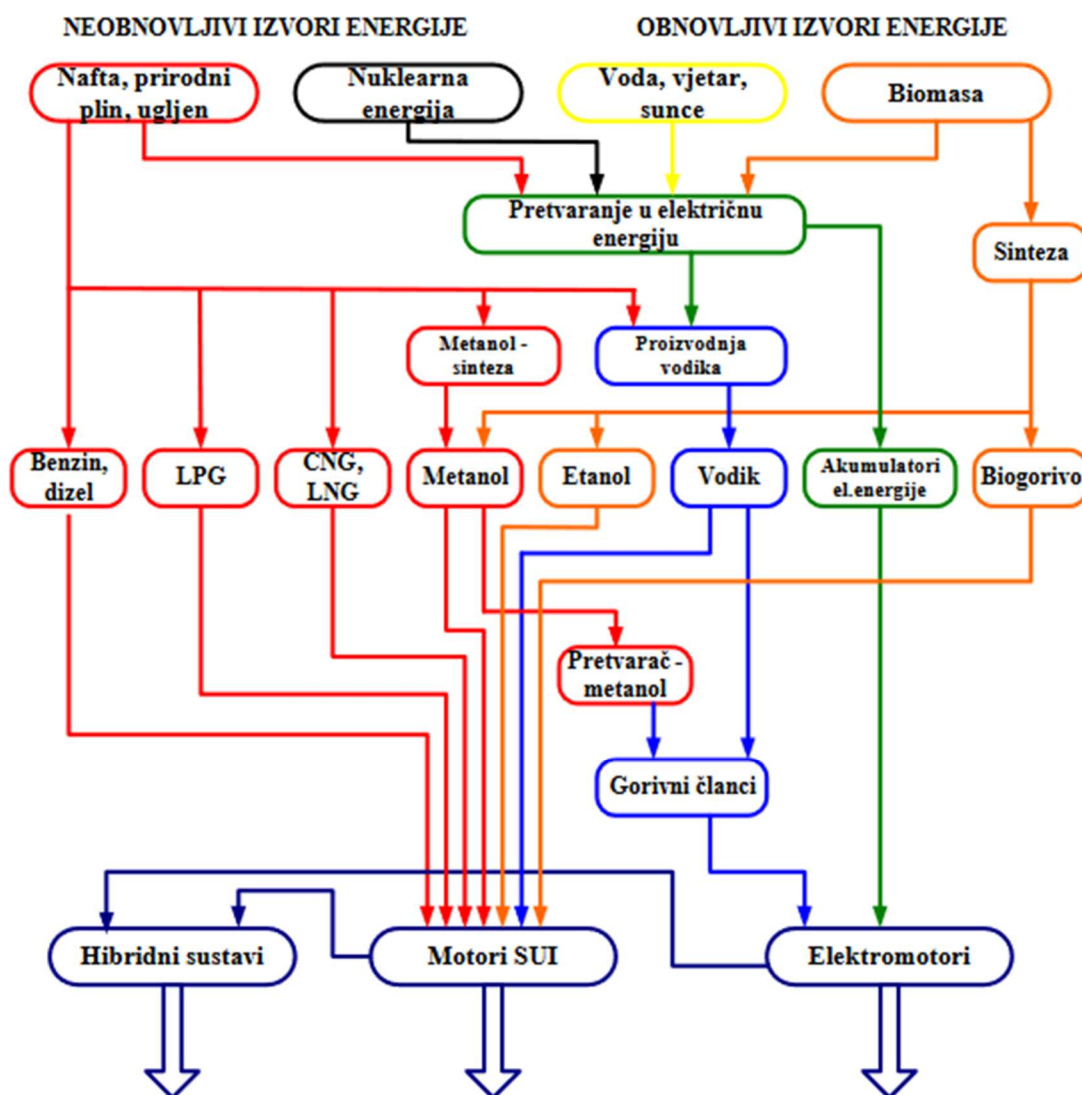 NEOBNOVLJIVI IZVORI ENERGIJE
OBNOVLJIVI IZVORI ENERGIJE
Nafta, prirodni
plin, ugljen
Nuklearna
energija
Voda, vjetar,
sunce
Biomasa
Pretvaranje u električnu
energiju
Sinteza
Metanol -
sinteza
Proizvodnja
vodika
Benzin,
dizel
LPG
CNG,
LNG
Metanol
Etanol
Vodik
Akumulatori
el.energije
Biogorivo
Pretvarač -
metanol
Gorivni članci
Hibridni sustavi
Motori SUI
Elektromotori